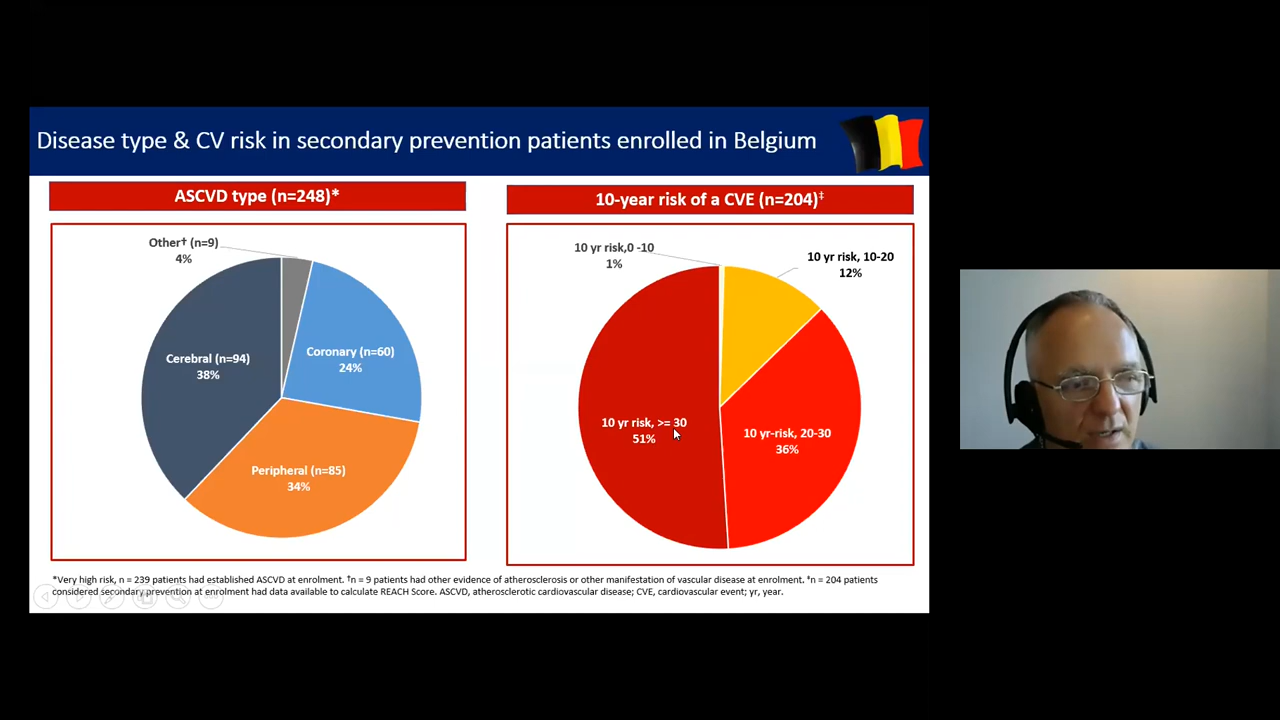 Disease type & CV risk in secondary prevention patients enrolled in Belgium
ASCVD type (n=248)*
Other† (n=9)
4%
Cerebral (n=94)
38%
Coronary (n=60)
24%
Peripheral (n=85)
34%
10-year risk of a CVE (n=204)‡
10 yr risk,0 -10
1%
10 yr risk, 10-20
12%
10 yr risk, >= 30
51%
10 yr-risk, 20-30
36%
*Very high risk, n = 239 patients had established ASCVD at enrolment. †n = 9 patients had other evidence of atherosclerosis or other manifestation of vascular disease at enrolment. ‡n = 204 patients
considered secondary prevention at enrolment had data available to calculate REACH Score. ASCVD, atherosclerotic cardiovascular disease; CVE, cardiovascular event; yr, year.